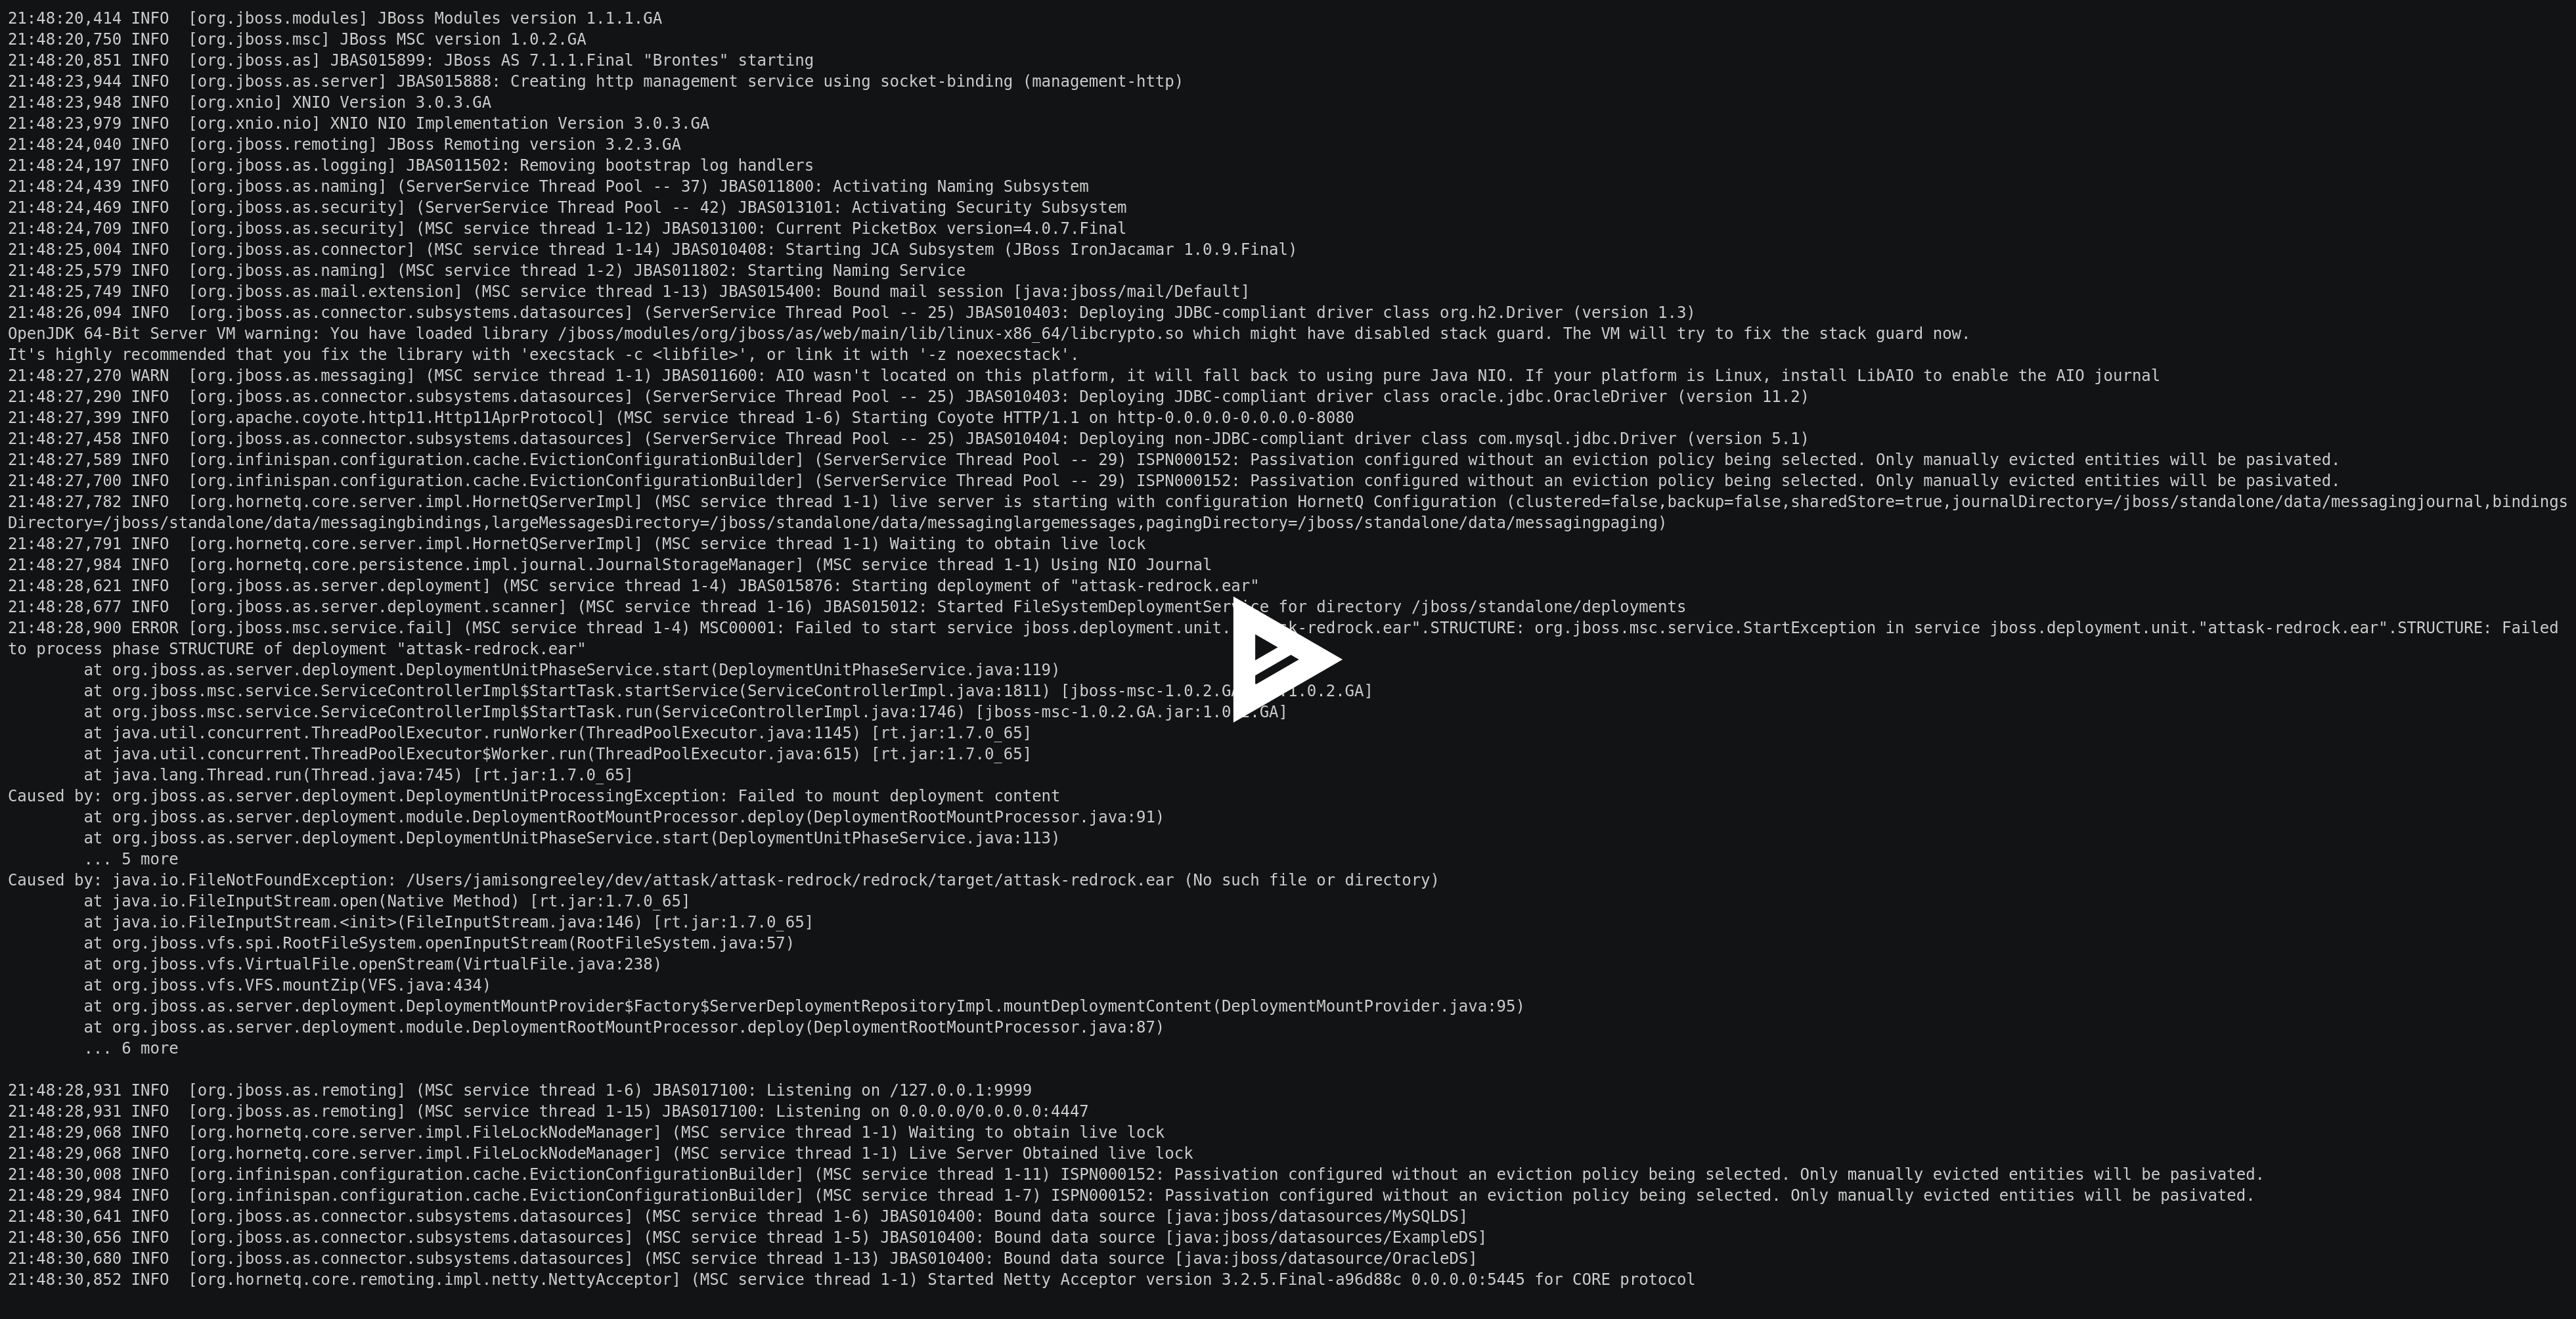 21:48:20,414 INFO  [org.jboss.modules] JBoss Modules version 1.1.1.GA
21:48:20,750 INFO  [org.jboss.msc] JBoss MSC version 1.0.2.GA
21:48:20,851 INFO  [org.jboss.as] JBAS015899: JBoss AS 7.1.1.Final "Brontes" starting
21:48:23,944 INFO  [org.jboss.as.server] JBAS015888: Creating http management service using socket-binding (management-http)
21:48:23,948 INFO  [org.xnio] XNIO Version 3.0.3.GA
21:48:23,979 INFO  [org.xnio.nio] XNIO NIO Implementation Version 3.0.3.GA
21:48:24,040 INFO  [org.jboss.remoting] JBoss Remoting version 3.2.3.GA
21:48:24,197 INFO  [org.jboss.as.logging] JBAS011502: Removing bootstrap log handlers
21:48:24,439 INFO  [org.jboss.as.naming] (ServerService Thread Pool -- 37) JBAS011800: Activating Naming Subsystem
21:48:24,469 INFO  [org.jboss.as.security] (ServerService Thread Pool -- 42) JBAS013101: Activating Security Subsystem
21:48:24,709 INFO  [org.jboss.as.security] (MSC service thread 1-12) JBAS013100: Current PicketBox version=4.0.7.Final
21:48:25,004 INFO  [org.jboss.as.connector] (MSC service thread 1-14) JBAS010408: Starting JCA Subsystem (JBoss IronJacamar 1.0.9.Final)
21:48:25,579 INFO  [org.jboss.as.naming] (MSC service thread 1-2) JBAS011802: Starting Naming Service
21:48:25,749 INFO  [org.jboss.as.mail.extension] (MSC service thread 1-13) JBAS015400: Bound mail session [java:jboss/mail/Default]
21:48:26,094 INFO  [org.jboss.as.connector.subsystems.datasources] (ServerService Thread Pool -- 25) JBAS010403: Deploying JDBC-compliant driver class org.h2.Driver (version 1.3)
OpenJDK 64-Bit Server VM warning: You have loaded library /jboss/modules/org/jboss/as/web/main/lib/linux-x86_64/libcrypto.so which might have disabled stack guard. The VM will try to fix the stack guard now.
It's highly recommended that you fix the library with 'execstack -c <libfile>', or link it with '-z noexecstack'.
21:48:27,270 WARN  [org.jboss.as.messaging] (MSC service thread 1-1) JBAS011600: AIO wasn't located on this platform, it will fall back to using pure Java NIO. If your platform is Linux, install LibAIO to enable the AIO journal
21:48:27,290 INFO  [org.jboss.as.connector.subsystems.datasources] (ServerService Thread Pool -- 25) JBAS010403: Deploying JDBC-compliant driver class oracle.jdbc.OracleDriver (version 11.2)
21:48:27,399 INFO  [org.apache.coyote.http11.Http11AprProtocol] (MSC service thread 1-6) Starting Coyote HTTP/1.1 on http-0.0.0.0-0.0.0.0-8080
21:48:27,458 INFO  [org.jboss.as.connector.subsystems.datasources] (ServerService Thread Pool -- 25) JBAS010404: Deploying non-JDBC-compliant driver class com.mysql.jdbc.Driver (version 5.1)
21:48:27,589 INFO  [org.infinispan.configuration.cache.EvictionConfigurationBuilder] (ServerService Thread Pool -- 29) ISPN000152: Passivation configured without an eviction policy being selected. Only manually evicted entities will be pasivated.
21:48:27,700 INFO  [org.infinispan.configuration.cache.EvictionConfigurationBuilder] (ServerService Thread Pool -- 29) ISPN000152: Passivation configured without an eviction policy being selected. Only manually evicted entities will be pasivated.
21:48:27,782 INFO  [org.hornetq.core.server.impl.HornetQServerImpl] (MSC service thread 1-1) live server is starting with configuration HornetQ Configuration (clustered=false,backup=false,sharedStore=true,journalDirectory=/jboss/standalone/data/messagingjournal,bindings
Directory=/jboss/standalone/data/messagingbindings,largeMessagesDirectory=/jboss/standalone/data/messaginglargemessages,pagingDirectory=/jboss/standalone/data/messagingpaging)
21:48:27,791 INFO  [org.hornetq.core.server.impl.HornetQServerImpl] (MSC service thread 1-1) Waiting to obtain live lock
21:48:27,984 INFO  [org.hornetq.core.persistence.impl.journal.JournalStorageManager] (MSC service thread 1-1) Using NIO Journal
21:48:28,621 INFO  [org.jboss.as.server.deployment] (MSC service thread 1-4) JBAS015876: Starting deployment of "attask-redrock.ear"
21:48:28,677 INFO  [org.jboss.as.server.deployment.scanner] (MSC service thread 1-16) JBAS015012: Started FileSystemDeploymentService for directory /jboss/standalone/deployments
21:48:28,900 ERROR [org.jboss.msc.service.fail] (MSC service thread 1-4) MSC00001: Failed to start service jboss.deployment.unit. k-redrock.ear".STRUCTURE: org.jboss.msc.service.StartException in service jboss.deployment.unit."attask-redrock.ear".STRUCTURE: Failed
to process phase STRUCTURE of deployment "attask-redrock.ear"
        at org.jboss.as.server.deployment.DeploymentUnitPhaseService.start(DeploymentUnitPhaseService.java:119)
        at org.jboss.msc.service.ServiceControllerImpl$StartTask.startService(ServiceControllerImpl.java:1811) [jboss-msc-1.0.2.GA 1.0.2.GA]
        at org.jboss.msc.service.ServiceControllerImpl$StartTask.run(ServiceControllerImpl.java:1746) [jboss-msc-1.0.2.GA.jar:1.0.2.GA]
        at java.util.concurrent.ThreadPoolExecutor.runWorker(ThreadPoolExecutor.java:1145) [rt.jar:1.7.0_65]
        at java.util.concurrent.ThreadPoolExecutor$Worker.run(ThreadPoolExecutor.java:615) [rt.jar:1.7.0_65]
        at java.lang.Thread.run(Thread.java:745) [rt.jar:1.7.0_65]
Caused by: org.jboss.as.server.deployment.DeploymentUnitProcessingException: Failed to mount deployment content
        at org.jboss.as.server.deployment.module.DeploymentRootMountProcessor.deploy(DeploymentRootMountProcessor.java:91)
        at org.jboss.as.server.deployment.DeploymentUnitPhaseService.start(DeploymentUnitPhaseService.java:113)
        ... 5 more
Caused by: java.io.FileNotFoundException: /Users/jamisongreeley/dev/attask/attask-redrock/redrock/target/attask-redrock.ear (No such file or directory)
        at java.io.FileInputStream.open(Native Method) [rt.jar:1.7.0_65]
        at java.io.FileInputStream.<init>(FileInputStream.java:146) [rt.jar:1.7.0_65]
        at org.jboss.vfs.spi.RootFileSystem.openInputStream(RootFileSystem.java:57)
        at org.jboss.vfs.VirtualFile.openStream(VirtualFile.java:238)
        at org.jboss.vfs.VFS.mountZip(VFS.java:434)
        at org.jboss.as.server.deployment.DeploymentMountProvider$Factory$ServerDeploymentRepositoryImpl.mountDeploymentContent(DeploymentMountProvider.java:95)
        at org.jboss.as.server.deployment.module.DeploymentRootMountProcessor.deploy(DeploymentRootMountProcessor.java:87)
        ... 6 more

21:48:28,931 INFO  [org.jboss.as.remoting] (MSC service thread 1-6) JBAS017100: Listening on /127.0.0.1:9999
21:48:28,931 INFO  [org.jboss.as.remoting] (MSC service thread 1-15) JBAS017100: Listening on 0.0.0.0/0.0.0.0:4447
21:48:29,068 INFO  [org.hornetq.core.server.impl.FileLockNodeManager] (MSC service thread 1-1) Waiting to obtain live lock
21:48:29,068 INFO  [org.hornetq.core.server.impl.FileLockNodeManager] (MSC service thread 1-1) Live Server Obtained live lock
21:48:30,008 INFO  [org.infinispan.configuration.cache.EvictionConfigurationBuilder] (MSC service thread 1-11) ISPN000152: Passivation configured without an eviction policy being selected. Only manually evicted entities will be pasivated.
21:48:29,984 INFO  [org.infinispan.configuration.cache.EvictionConfigurationBuilder] (MSC service thread 1-7) ISPN000152: Passivation configured without an eviction policy being selected. Only manually evicted entities will be pasivated.
21:48:30,641 INFO  [org.jboss.as.connector.subsystems.datasources] (MSC service thread 1-6) JBAS010400: Bound data source [java:jboss/datasources/MySQLDS]
21:48:30,656 INFO  [org.jboss.as.connector.subsystems.datasources] (MSC service thread 1-5) JBAS010400: Bound data source [java:jboss/datasources/ExampleDS]
21:48:30,680 INFO  [org.jboss.as.connector.subsystems.datasources] (MSC service thread 1-13) JBAS010400: Bound data source [java:jboss/datasource/OracleDS]
21:48:30,852 INFO  [org.hornetq.core.remoting.impl.netty.NettyAcceptor] (MSC service thread 1-1) Started Netty Acceptor version 3.2.5.Final-a96d88c 0.0.0.0:5445 for CORE protocol